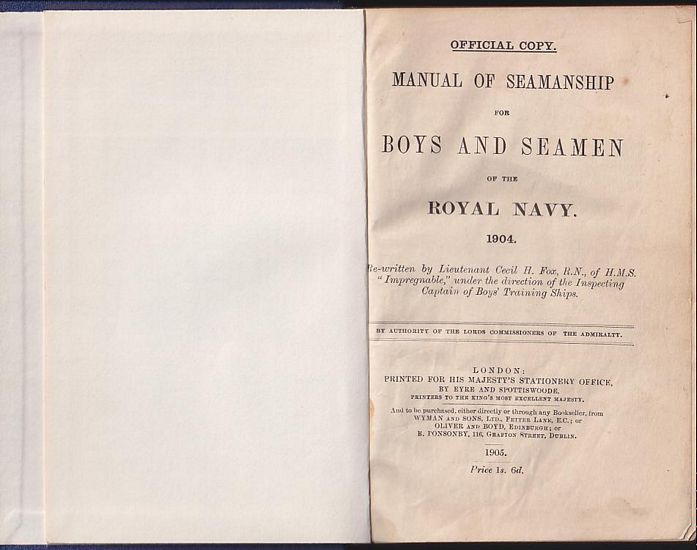 OFFICIAL COPY.
MANUAL OF SEAMANSHIP
FOR
BOYS AND SEAMEN
OF THE
ROYAL NAVY.
1904.
Re-written by Lieutenant Cecil H. Fox, R.N., of H.M.S.
"Impregnable," under the direction of the Inspecting
Captain of Boys' Training Ships.
BY AUTHORITY OF THE LORDS COMMISSIONERS OF THE ADMIRALTY.
LONDON:
PRINTED FOR HIS MAJESTY'S STATIONERY OFFICE,
BY EYRE AND SPOTTISWOODE,
PRINTERS TO THE KING'S MOST EXCELLENT MAJESTY.
And to be purchased, either directly or through any Bookseller, from
WYMAN AND SONS, LTD., FETTER LANE, E.C.; or
OLIVER AND BOYD, EDINBURGH; or
E. PONSONBY, 116, GRAFTON STREET, DUBLIN.
1905.
Price 1s. 6d.